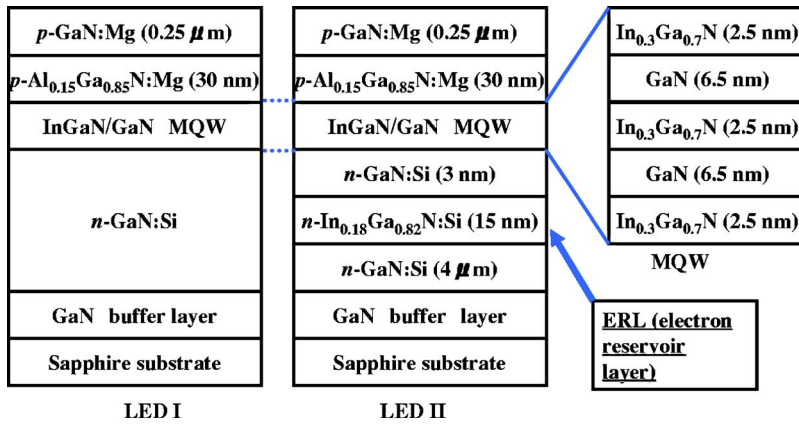 p-GaN:Mg (0.25 μm)
p-Al0.15Ga0.85N:Mg (30 nm)
InGaN/GaN MQW
n-GaN:Si
GaN buffer layer
Sapphire substrate
LED I
p-GaN:Mg (0.25 μm)
p-Al0.15Ga0.85N:Mg (30 nm)
InGaN/GaN MQW
n-GaN:Si (3 nm)
n-In0.18Ga0.82N:Si (15 nm)
n-GaN:Si (4 μm)
GaN buffer layer
Sapphire substrate
LED II
In0.3Ga0.7N (2.5 nm)
GaN (6.5 nm)
In0.3Ga0.7N (2.5 nm)
GaN (6.5 nm)
In0.3Ga0.7N (2.5 nm)
MQW
ERL (electron
reservoir
layer)